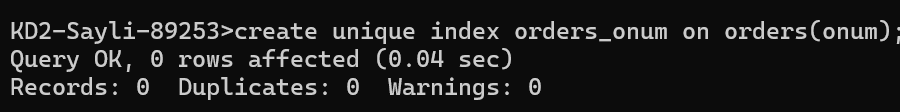 KD2-Sayli-89253>create unique index orders_onum on orders(onum);
Query OK, 0 rows affected (0.04 sec)
Records: 0  Duplicates: 0  Warnings: 0